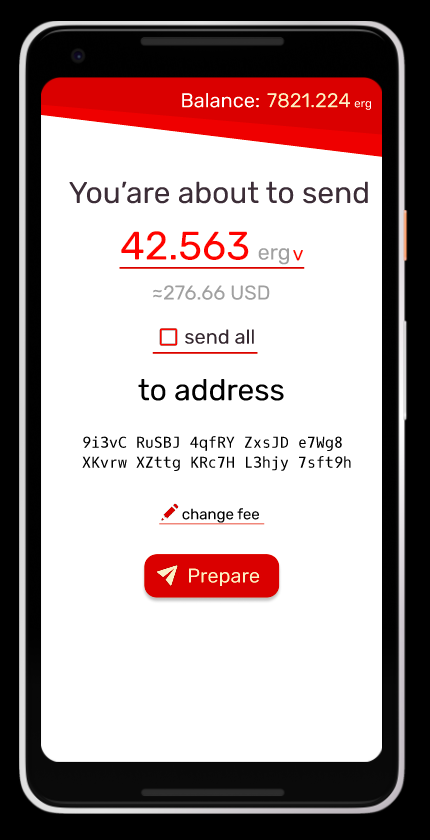 Balance: 7821.224 erg
You’are about to send
42.563 erg v
≈276.66 USD
send all
to address
9i3vC RuSBJ 4qfRY ZxsJD e7Wg8
XKvrw XZttg KRc7H L3hjy 7sft9h
change fee
Prepare